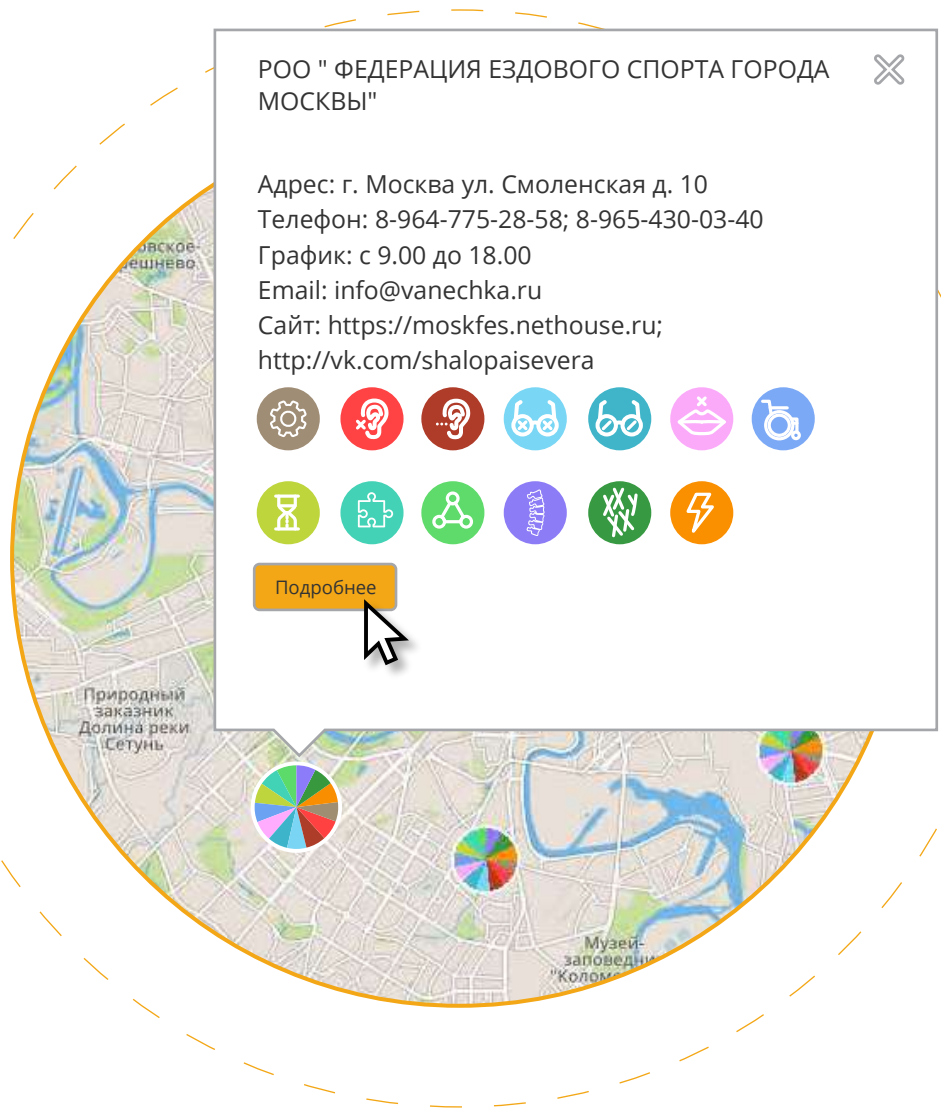 РОО " ФЕДЕРАЦИЯ ЕЗДОВОГО СПОРТА ГОРОДА
МОСКВЫ"
Адрес: г. Москва ул. Смоленская д. 10
Телефон: 8-964-775-28-58; 8-965-430-03-40
График: с 9.00 до 18.00
Email: info@vanechka.ru
Сайт: https://moskfes.nethouse.ru;
http://vk.com/shalopaisevera
Подробнее
Природный
заказник
Долина реки
Сетунь
Музей-